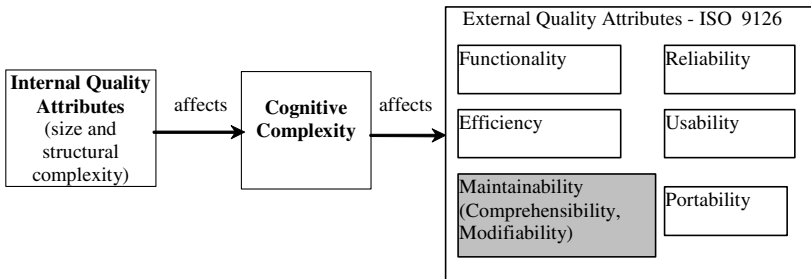 Internal Quality
Attributes
(size and
structural
complexity)
affects
Cognitive
Complexity
affects
External Quality Attributes - ISO 9126
Functionality
Reliability
Efficiency
Usability
Maintainability
(Comprehensibility,
Modifiability)
Portability